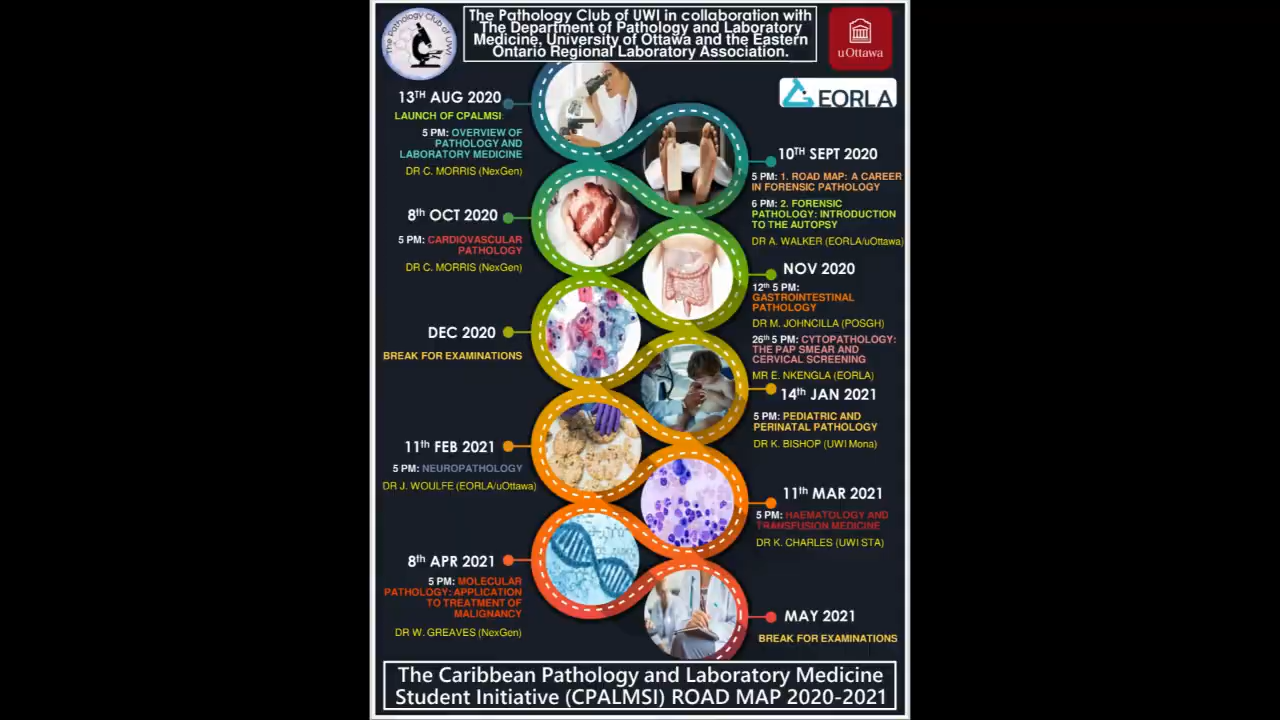 The Pathology Club of UWI
The Pathology Club of UWI in collaboration with
The Department of Pathology and Laboratory
Medicine, University of Ottawa and the Eastern
Ontario Regional Laboratory Association.
uOttawa
EORLA
13TH AUG 2020
LAUNCH OF CPALMSI
5 PM: OVERVIEW OF
PATHOLOGY AND
LABORATORY MEDICINE
DR C. MORRIS (NexGen)
10TH SEPT 2020
5 PM: 1. ROAD MAP: A CAREER
IN FORENSIC PATHOLOGY
6 PM: 2. FORENSIC
PATHOLOGY: INTRODUCTION
TO THE AUTOPSY
DR A. WALKER (EORLA/uOttawa)
8th OCT 2020
5 PM: CARDIOVASCULAR
PATHOLOGY
DR C. MORRIS (NexGen)
NOV 2020
12th 5 PM:
GASTROINTESTINAL
PATHOLOGY
DR M. JOHNCILLA (POSGH)
26th 5 PM: CYTOPATHOLOGY:
THE PAP SMEAR AND
CERVICAL SCREENING
MR E. NKENGLA (EORLA)
DEC 2020
BREAK FOR EXAMINATIONS
14th JAN 2021
5 PM: PEDIATRIC AND
PERINATAL PATHOLOGY
DR K. BISHOP (UWI Mona)
11th FEB 2021
5 PM: NEUROPATHOLOGY
DR J. WOULFE (EORLA/uOttawa)
11th MAR 2021
5 PM: HAEMATOLOGY AND
TRANSFUSION MEDICINE
DR K. CHARLES (UWI STA)
8th APR 2021
5 PM: MOLECULAR
PATHOLOGY: APPLICATION
TO TREATMENT OF
MALIGNANCY
DR W. GREAVES (NexGen)
MAY 2021
BREAK FOR EXAMINATIONS
The Caribbean Pathology and Laboratory Medicine
Student Initiative (CPALMSI) ROAD MAP 2020-2021